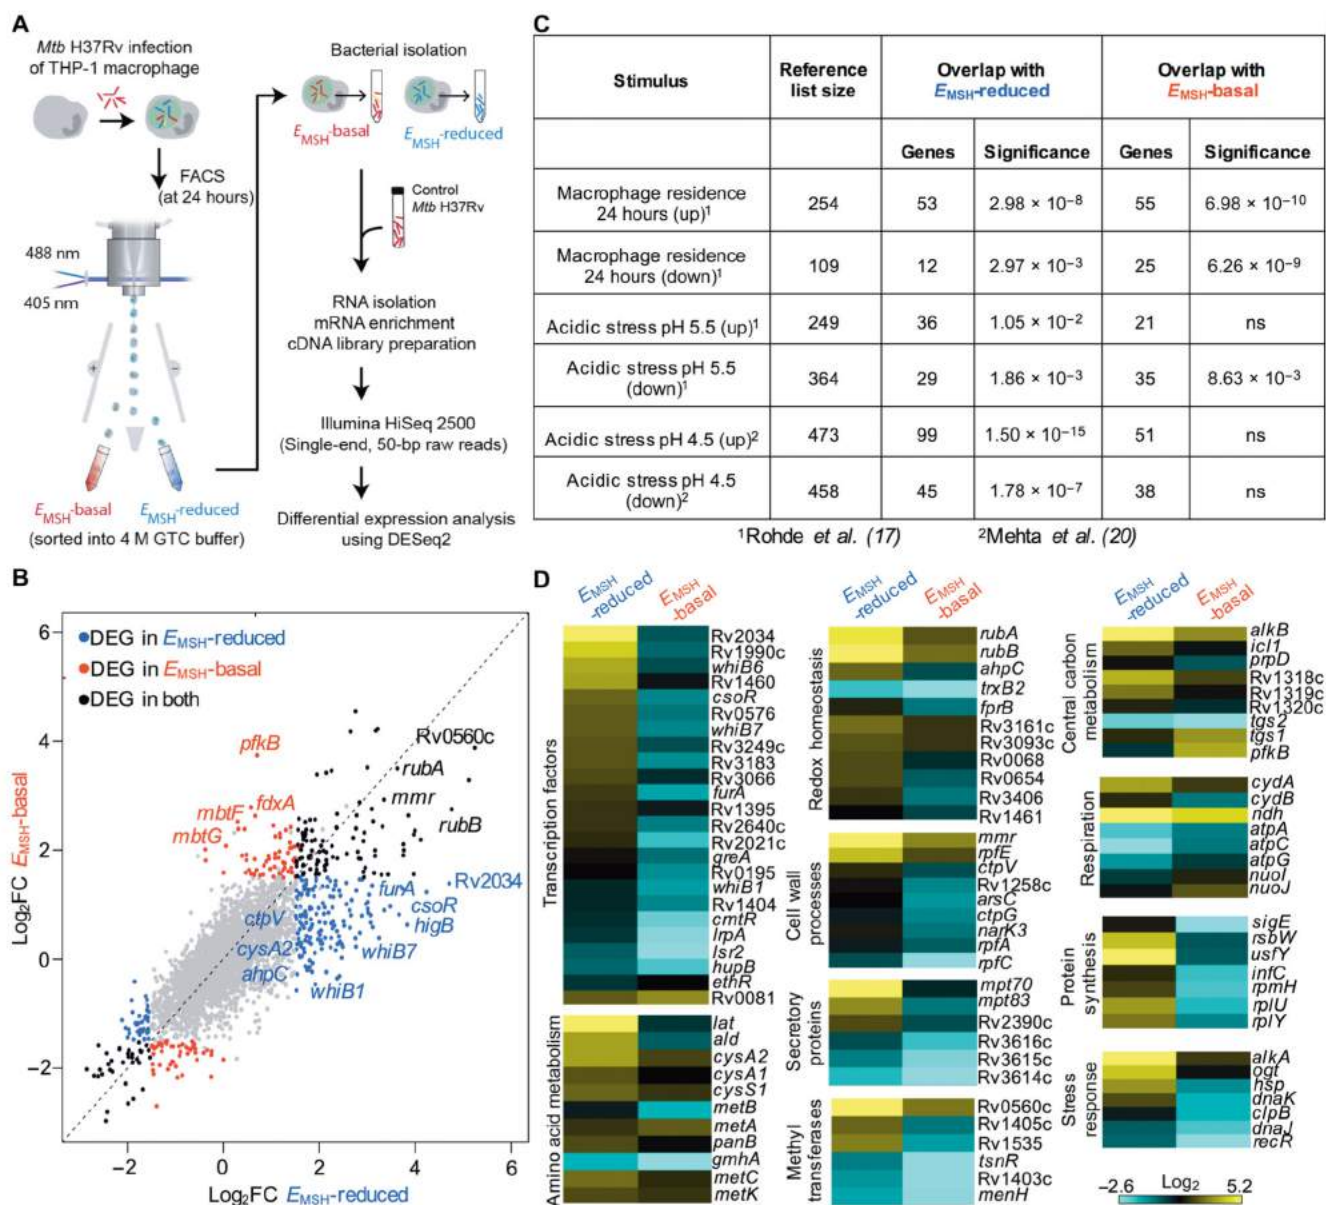 A
Mtb H37Rv infection
of THP-1 macrophage
FACS
(at 24 hours)
488 nm
405 nm
+
−
EMSH-basal
EMSH-reduced
(sorted into 4 M GTC buffer)
Bacterial isolation
EMSH-basal
EMSH-reduced
Control
Mtb H37Rv
RNA isolation
mRNA enrichment
cDNA library preparation
Illumina HiSeq 2500
(Single-end, 50-bp raw reads)
Differential expression analysis
using DESeq2
C
Stimulus Reference list size Overlap with EMSH-reduced Overlap with EMSH-basal
Genes Significance Genes Significance
Macrophage residence 24 hours (up)¹ 254 53 2.98 × 10⁻⁸ 55 6.98 × 10⁻¹⁰
Macrophage residence 24 hours (down)¹ 109 12 2.97 × 10⁻³ 25 6.26 × 10⁻⁹
Acidic stress pH 5.5 (up)¹ 249 36 1.05 × 10⁻² 21 ns
Acidic stress pH 5.5 (down)¹ 364 29 1.86 × 10⁻³ 35 8.63 × 10⁻³
Acidic stress pH 4.5 (up)² 473 99 1.50 × 10⁻¹⁵ 51 ns
Acidic stress pH 4.5 (down)² 458 45 1.78 × 10⁻⁷ 38 ns
¹Rohde et al. (17) ²Mehta et al. (20)
B
DEG in EMSH-reduced
DEG in EMSH-basal
DEG in both
6
4
2
0
−2
Log₂FC EMSH-basal
pfkB
fdxA
mbtF
mbtG
Rv0560c
rubA
mmr
rubB
furA
Rv2034
csoR
higB
ctpV
cysA2
whiB7
ahpC
whiB1
−2 0 2 4 6
Log₂FC EMSH-reduced
D
EMSH-reduced
EMSH-basal
Transcription factors
Rv2034
Rv1990c
whiB6
Rv1460
csoR
Rv0576
whiB7
Rv3249c
Rv3183
Rv3066
furA
Rv1395
Rv2640c
Rv2021c
greA
Rv0195
whiB1
Rv1404
cmtR
lrpA
lsr2
hupB
ethR
Rv0081
Amino acid metabolism
lat
ald
cysA2
cysA1
cysS1
metB
metA
panB
gmhA
metC
metK
EMSH-reduced
EMSH-basal
Redox homeostasis
rubA
rubB
ahpC
trxB2
fprB
Rv3161c
Rv3093c
Rv0068
Rv0654
Rv3406
Rv1461
Cell wall
processes
mmr
rpfE
ctpV
Rv1258c
arsC
ctpG
narK3
rpfA
rpfC
Secretory
proteins
mpt70
mpt83
Rv2390c
Rv3616c
Rv3615c
Rv3614c
Methyl
transferases
Rv0560c
Rv1405c
Rv1535
tsnR
Rv1403c
menH
EMSH-reduced
EMSH-basal
Central carbon
metabolism
alkB
icl1
prpD
Rv1318c
Rv1319c
Rv1320c
tgs2
tgs1
pfkB
Respiration
cydA
cydB
ndh
atpA
atpC
atpG
nuoI
nuoJ
Protein
synthesis
sigE
rsbW
usfY
infC
rpmH
rplU
rplY
Stress
response
alkA
ogt
hsp
dnaK
clpB
dnaJ
recR
−2.6 Log₂ 5.2